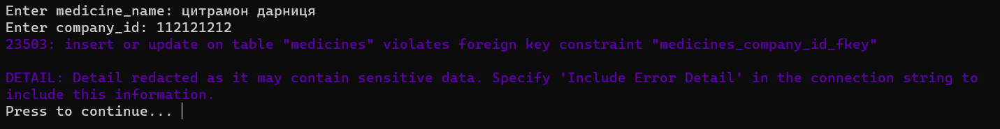 Enter medicine_name: цитрамон дарниця
Enter company_id: 112121212
23503: insert or update on table "medicines" violates foreign key constraint "medicines_company_id_fkey"
DETAIL: Detail redacted as it may contain sensitive data. Specify 'Include Error Detail' in the connection string to
include this information.
Press to continue...